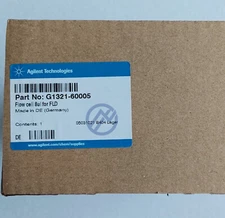 Agilent Technologies
Part No: G1321-60005
Flow cell 8ul for FLD
Made in DE (Germany)
Contents: 1
DE
www.agilent.com/chem/supplies